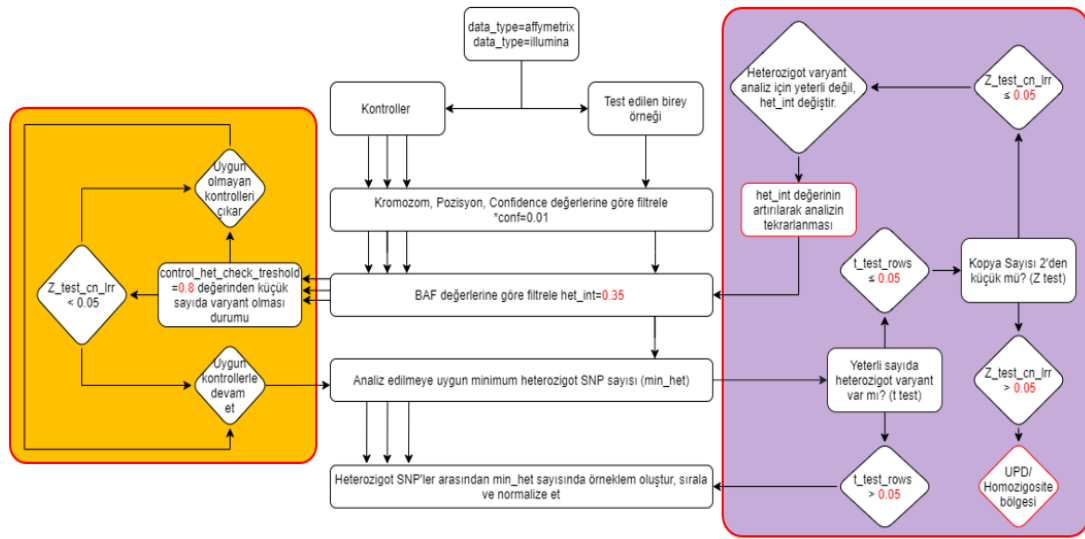 data_type=affymetrix
data_type=illumina
Kontroller
Test edilen birey
örneği
Kromozom, Pozisyon, Confidence değerlerine göre filtrele
*conf=0.01
BAF değerlerine göre filtrele het_int=0.35
Analiz edilmeye uygun minimum heterozigot SNP sayısı (min_het)
Heterozigot SNP'ler arasından min_het sayısında örneklem oluştur, sırala
ve normalize et
Uygun
olmayan
kontrolleri
çıkar
Z_test_cn_lrr
< 0.05
control_het_check_treshold
=0.8 değerinden küçük
sayıda varyant olması
durumu
Uygun
kontrollerle
devam
et
Heterozigot varyant
analiz için yeterli değil,
het_int değiştir.
Z_test_cn_lrr
≤ 0.05
het_int değerinin
artırılarak analizin
tekrarlanması
t_test_rows
≤ 0.05
Kopya Sayısı 2'den
küçük mü? (Z test)
Yeterli sayıda
heterozigot varyant
var mı? (t test)
Z_test_cn_lrr
> 0.05
t_test_rows
> 0.05
UPD/
Homozigosite
bölgesi